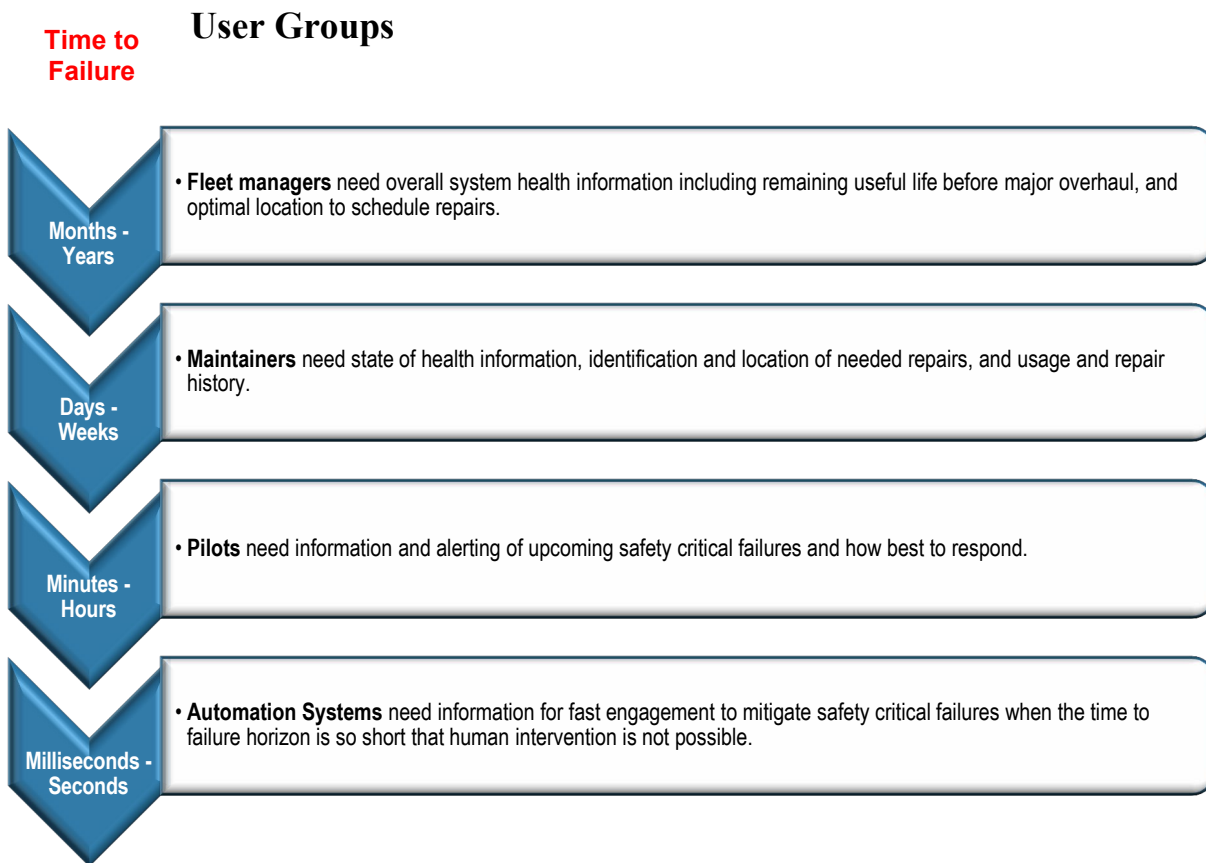 Time to
Failure
User Groups
Months -
Years
• Fleet managers need overall system health information including remaining useful life before major overhaul, and
optimal location to schedule repairs.
Days -
Weeks
• Maintainers need state of health information, identification and location of needed repairs, and usage and repair
history.
Minutes -
Hours
• Pilots need information and alerting of upcoming safety critical failures and how best to respond.
Milliseconds -
Seconds
• Automation Systems need information for fast engagement to mitigate safety critical failures when the time to
failure horizon is so short that human intervention is not possible.